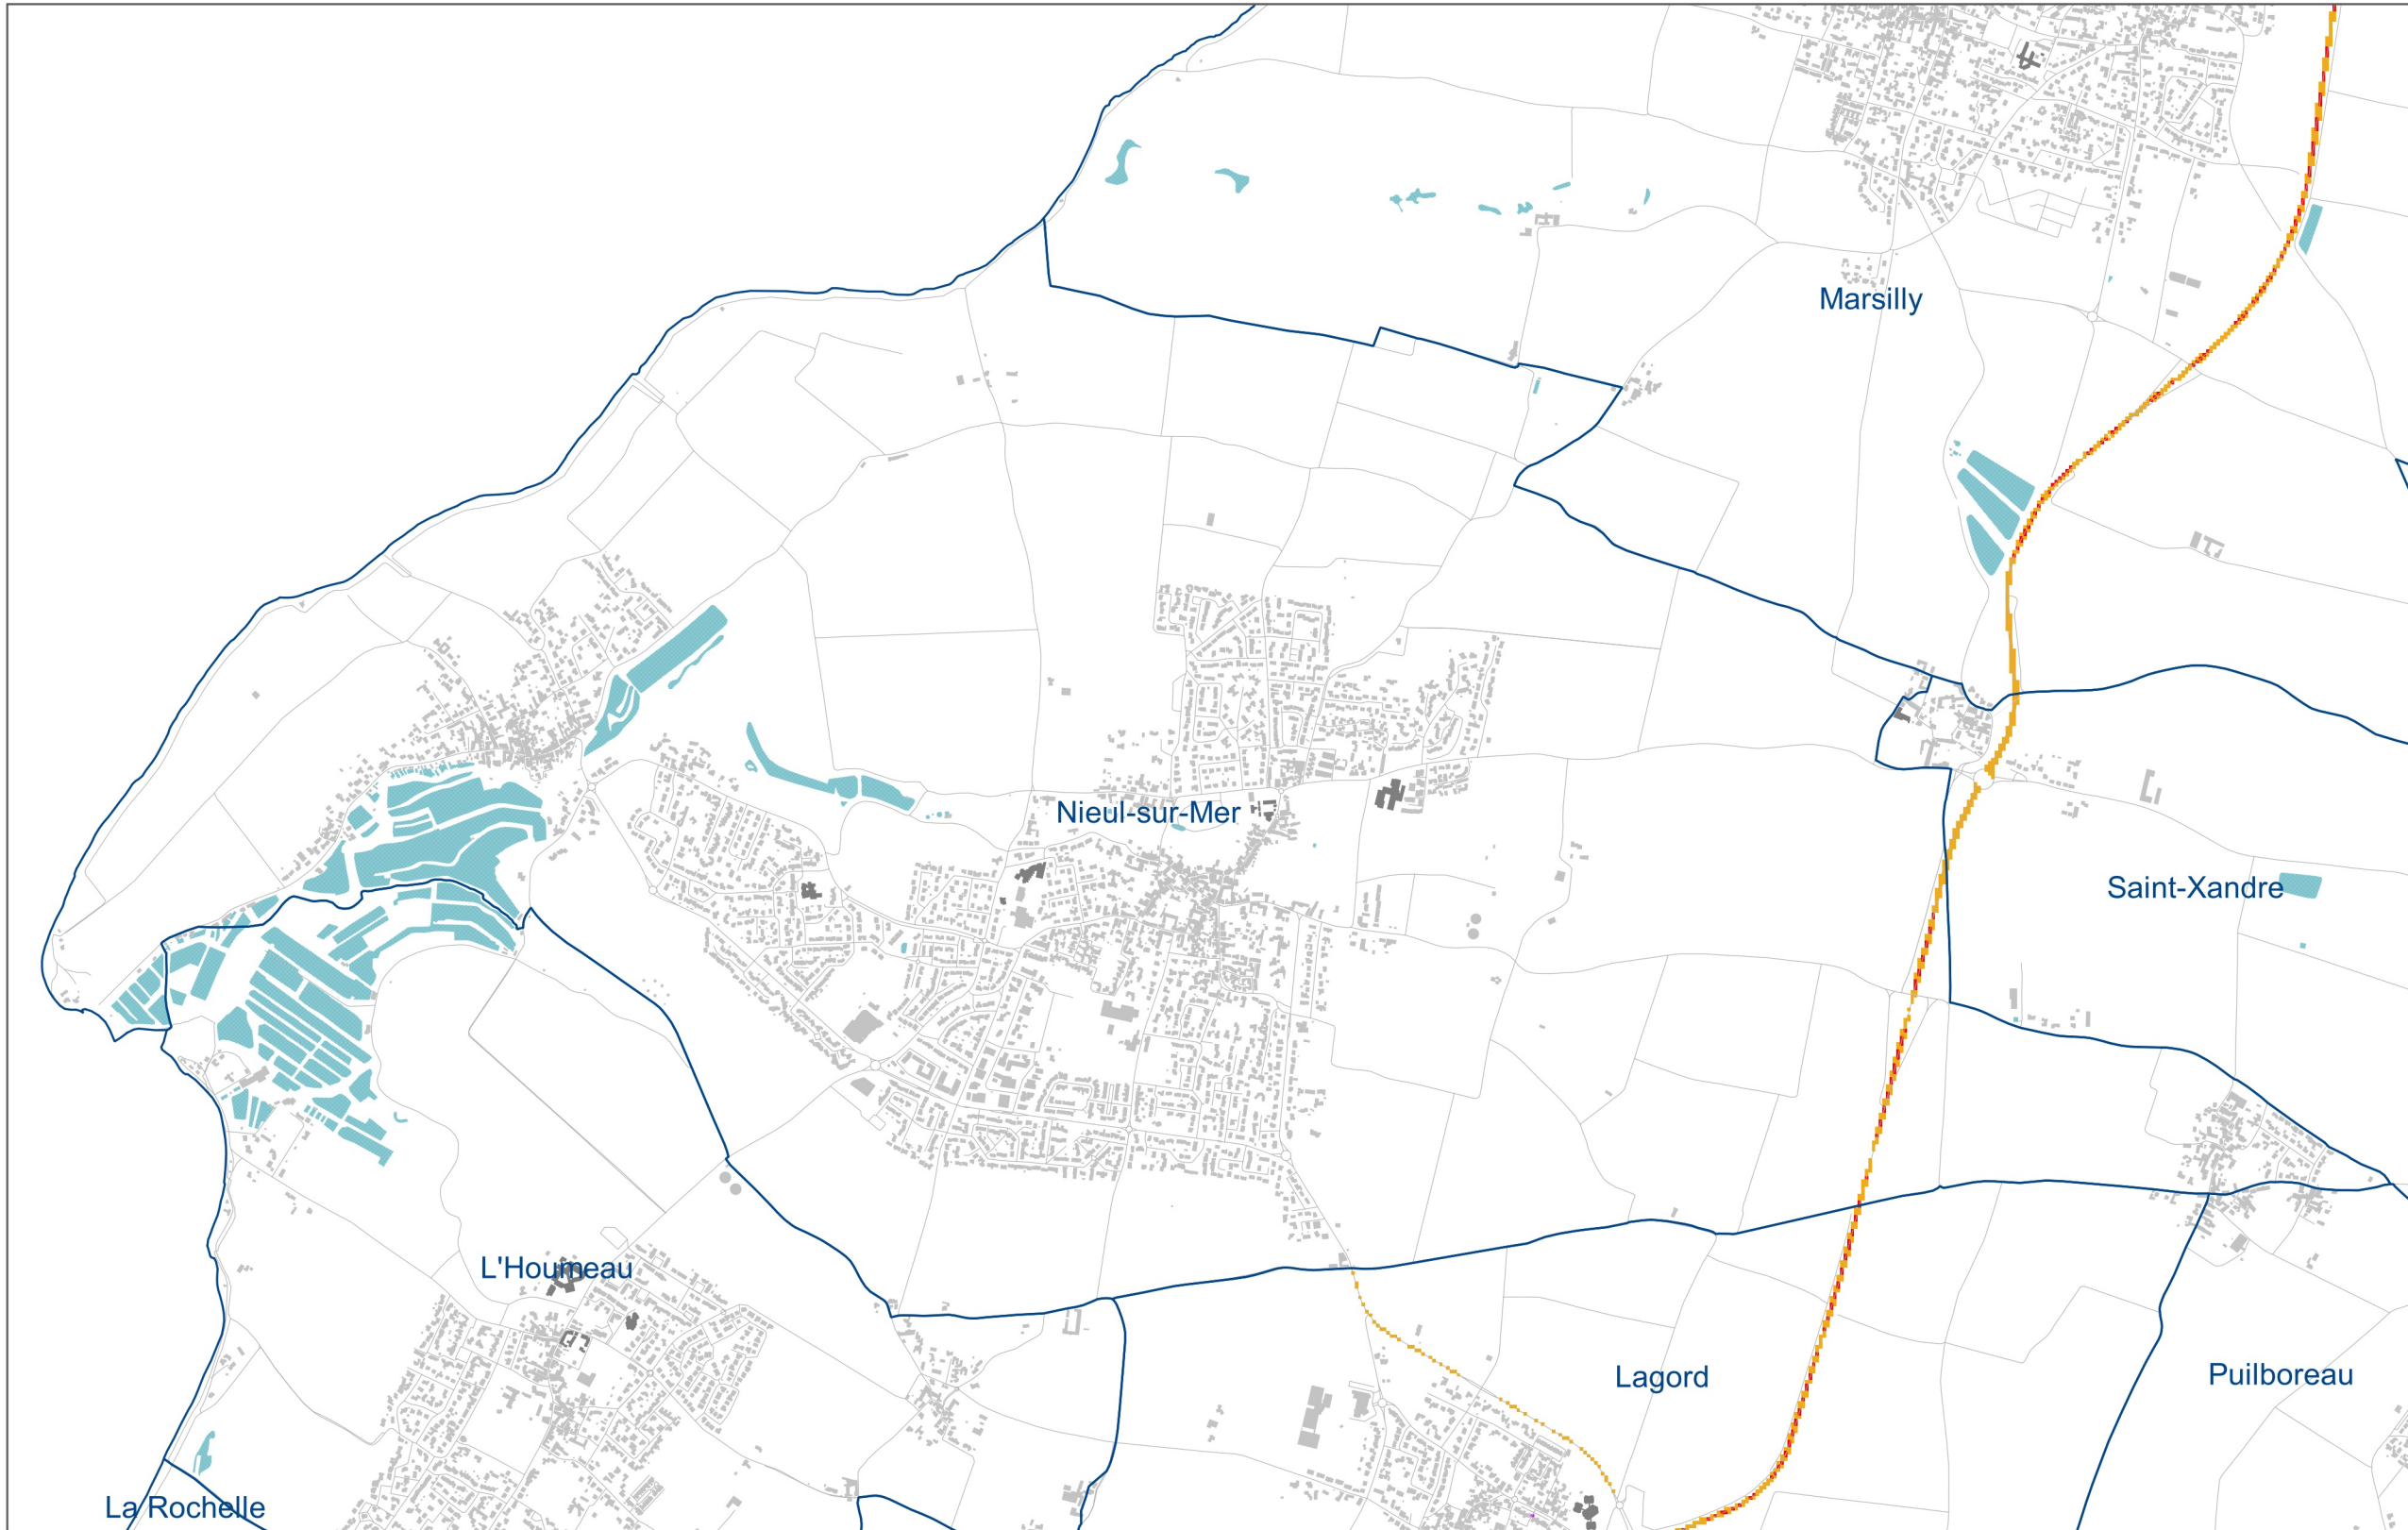 Marsilly
Nieul-sur-Mer
Saint-Xandre
L'Houmeau
Lagord
Puilboreau
La Rochelle